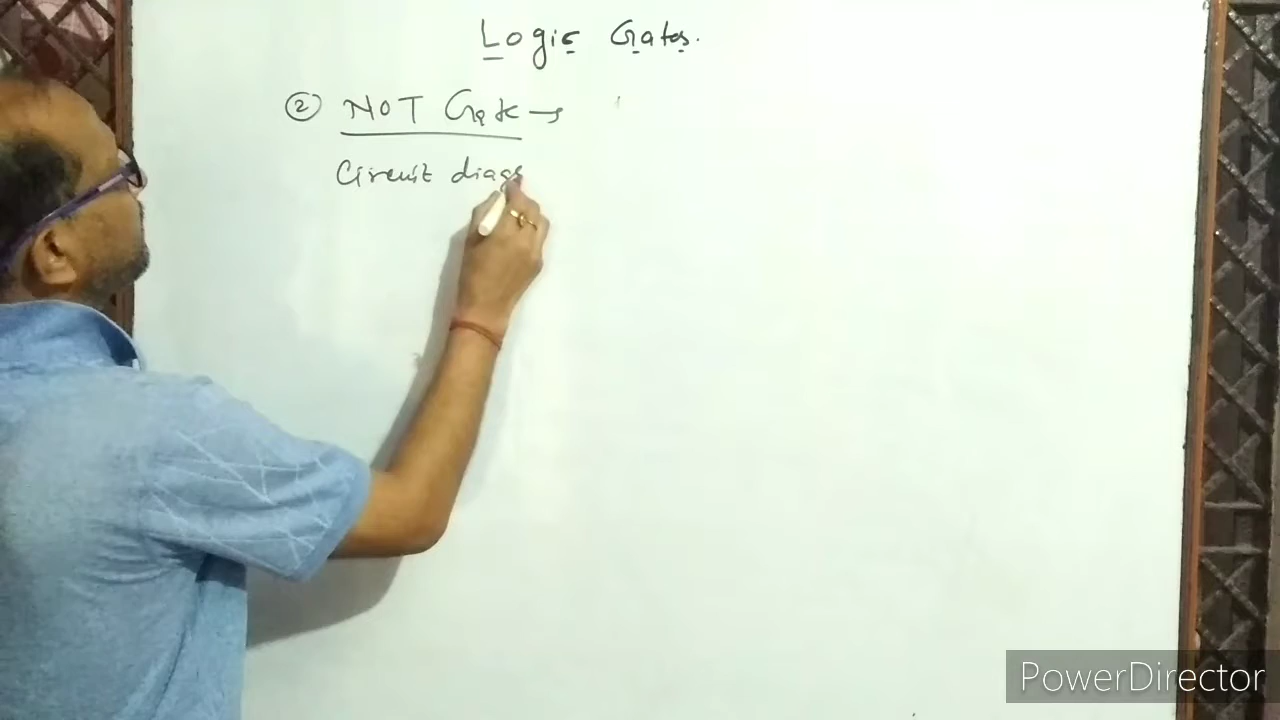 Logic Gates.
② NOT Gate →
Circuit diag
PowerDirector